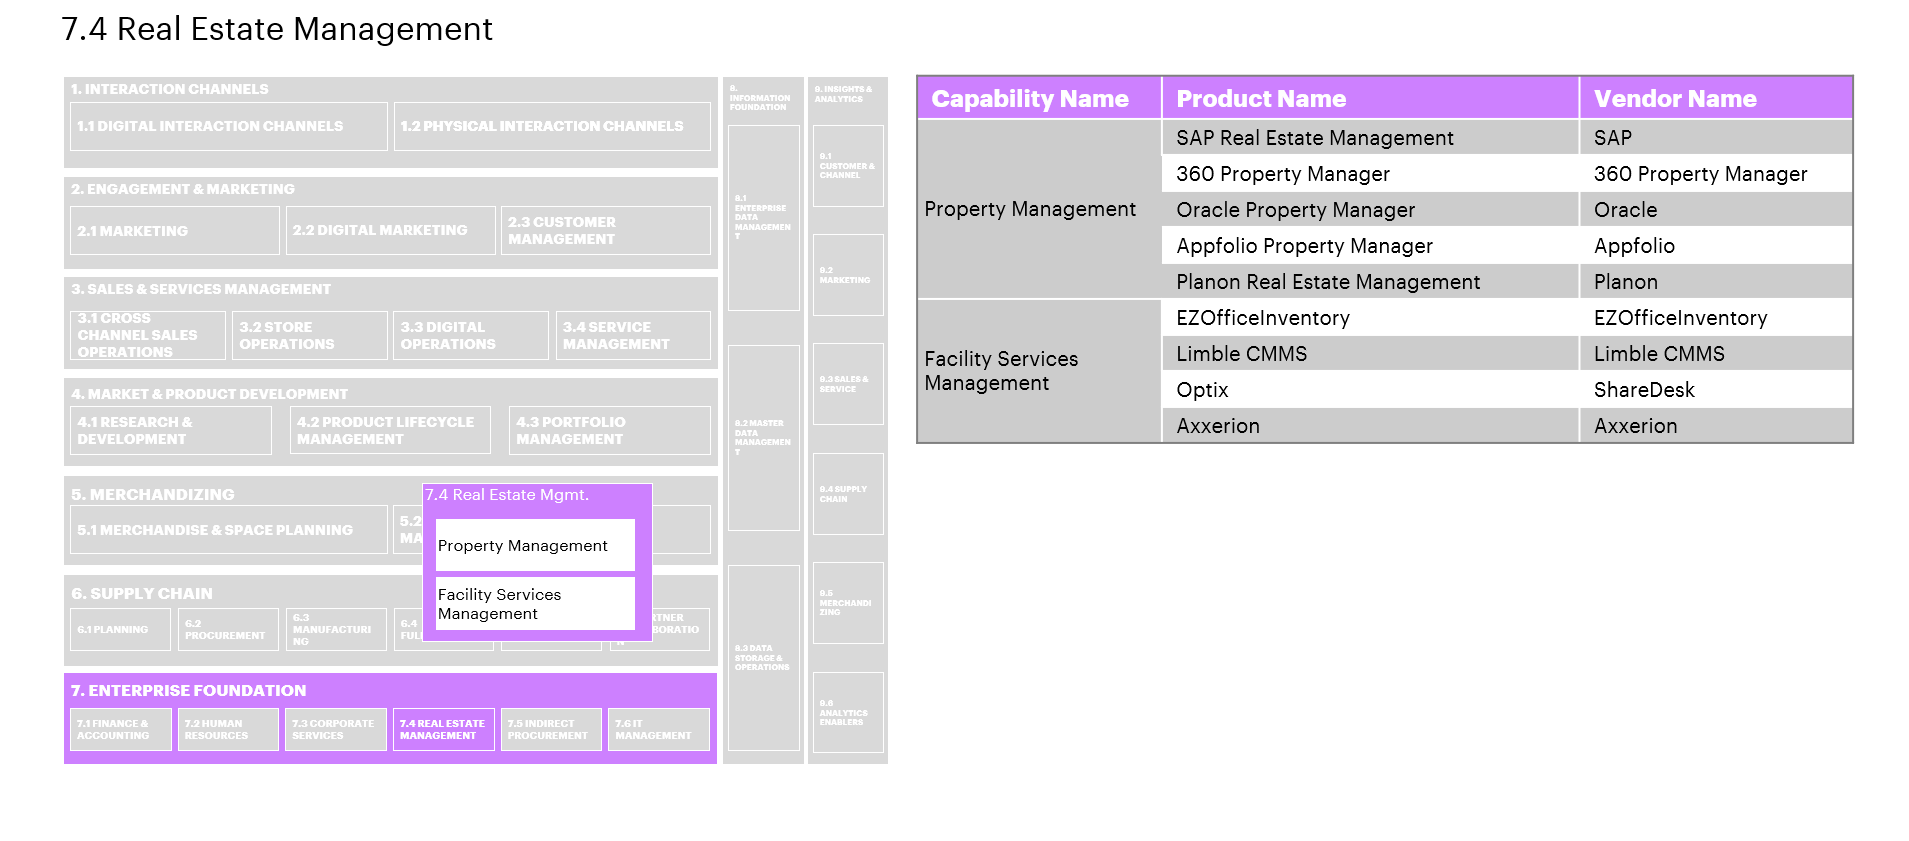 7.4 Real Estate Management
1. INTERACTION CHANNELS
1.1 DIGITAL INTERACTION CHANNELS
1.2 PHYSICAL INTERACTION CHANNELS
2. ENGAGEMENT & MARKETING
2.1 MARKETING
2.2 DIGITAL MARKETING
2.3 CUSTOMER
MANAGEMENT
3. SALES & SERVICES MANAGEMENT
3.1 CROSS
CHANNEL SALES
OPERATIONS
3.2 STORE
OPERATIONS
3.3 DIGITAL
OPERATIONS
3.4 SERVICE
MANAGEMENT
4. MARKET & PRODUCT DEVELOPMENT
4.1 RESEARCH &
DEVELOPMENT
4.2 PRODUCT LIFECYCLE
MANAGEMENT
4.3 PORTFOLIO
MANAGEMENT
5. MERCHANDIZING
5.1 MERCHANDISE & SPACE PLANNING
5.2
MA
7.4 Real Estate Mgmt.
Property Management
Facility Services
Management
6. SUPPLY CHAIN
6.1 PLANNING
6.2
PROCUREMENT
6.3
MANUFACTURI
NG
6.4
FUL
RTNER
BORATIO
N
7. ENTERPRISE FOUNDATION
7.1 FINANCE &
ACCOUNTING
7.2 HUMAN
RESOURCES
7.3 CORPORATE
SERVICES
7.4 REAL ESTATE
MANAGEMENT
7.5 INDIRECT
PROCUREMENT
7.6 IT
MANAGEMENT
8.
INFORMATION
FOUNDATION
8.1
ENTERPRISE
DATA
MANAGEMEN
T
8.2 MASTER
DATA
MANAGEMEN
T
8.3 DATA
STORAGE &
OPERATIONS
9. INSIGHTS &
ANALYTICS
9.1
CUSTOMER &
CHANNEL
9.2
MARKETING
9.3 SALES &
SERVICE
9.4 SUPPLY
CHAIN
9.5
MERCHANDI
ZING
9.6
ANALYTICS
ENABLERS
Capability Name Product Name Vendor Name
Property Management
SAP Real Estate Management SAP
360 Property Manager 360 Property Manager
Oracle Property Manager Oracle
Appfolio Property Manager Appfolio
Planon Real Estate Management Planon
Facility Services
Management
EZOfficeInventory EZOfficeInventory
Limble CMMS Limble CMMS
Optix ShareDesk
Axxerion Axxerion